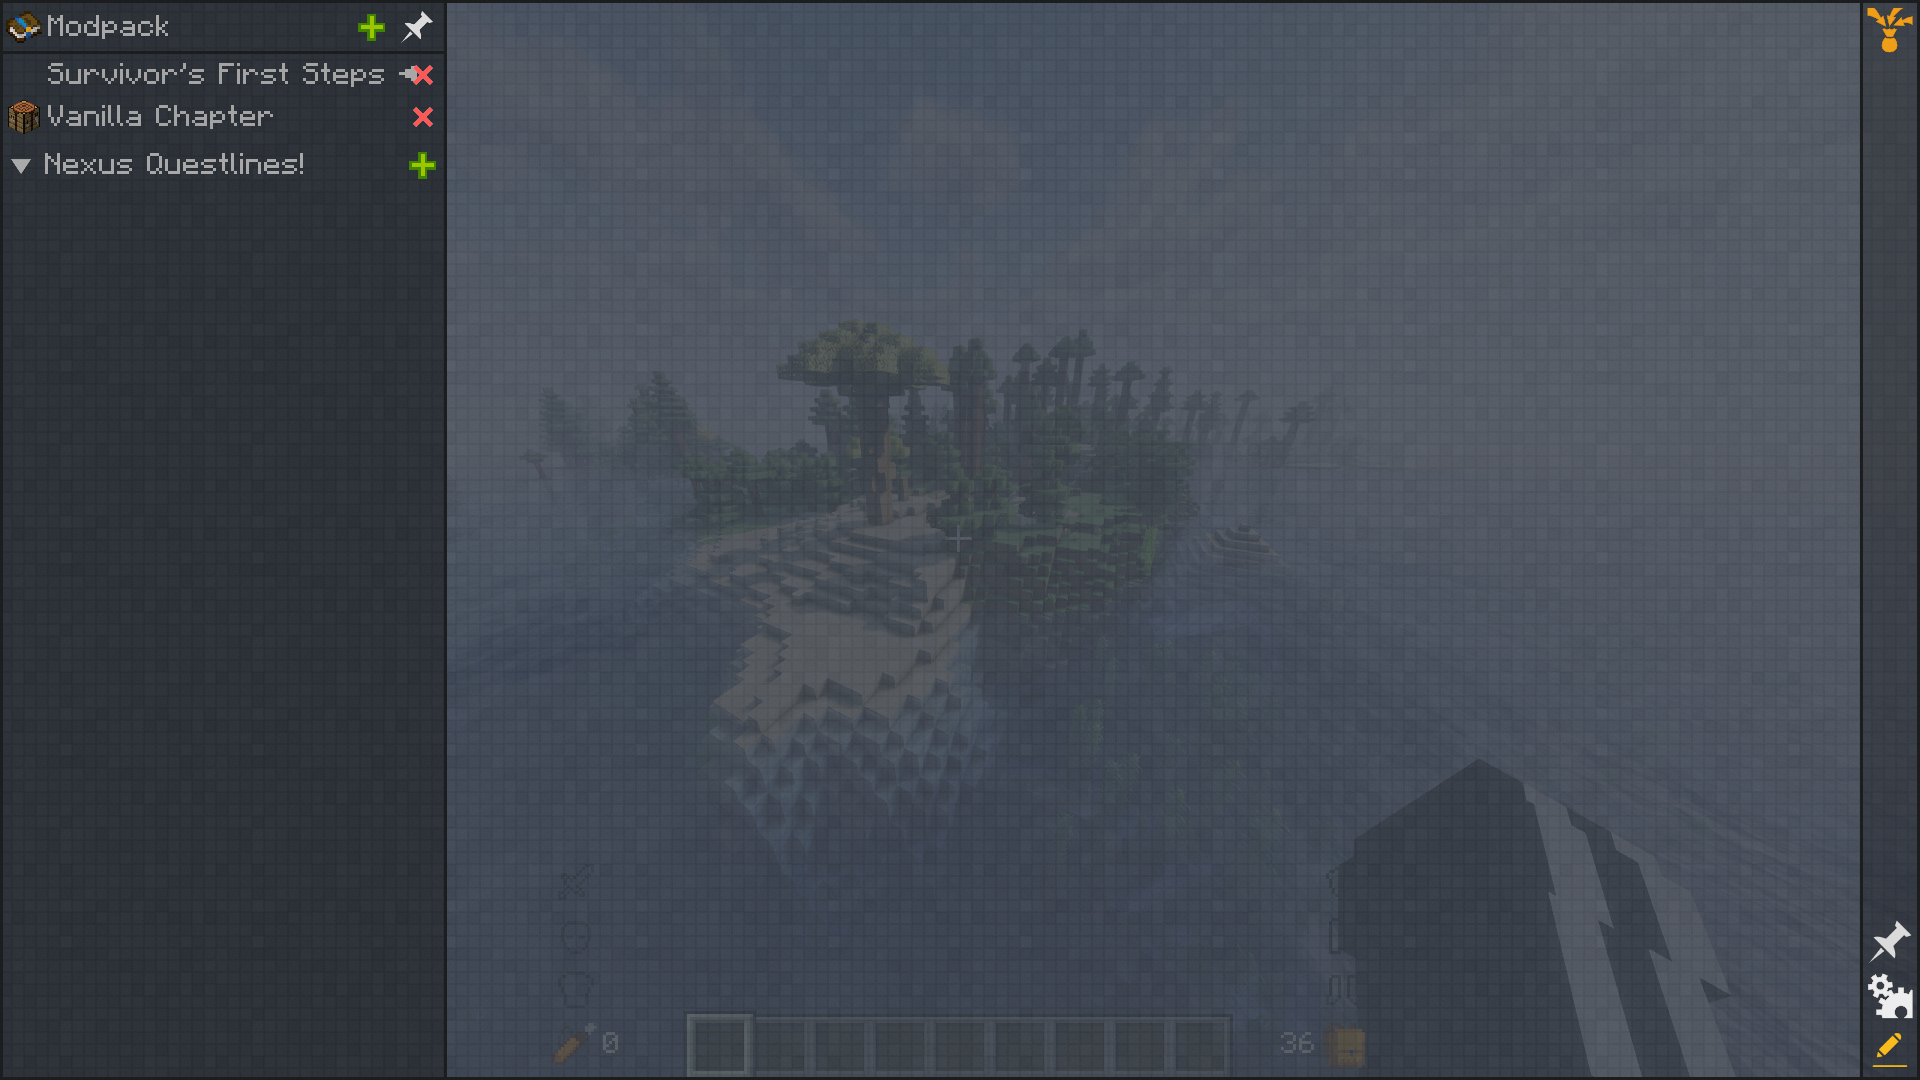 Modpack
Survivor's First Steps
Vanilla Chapter
Nexus Questlines!
0
36